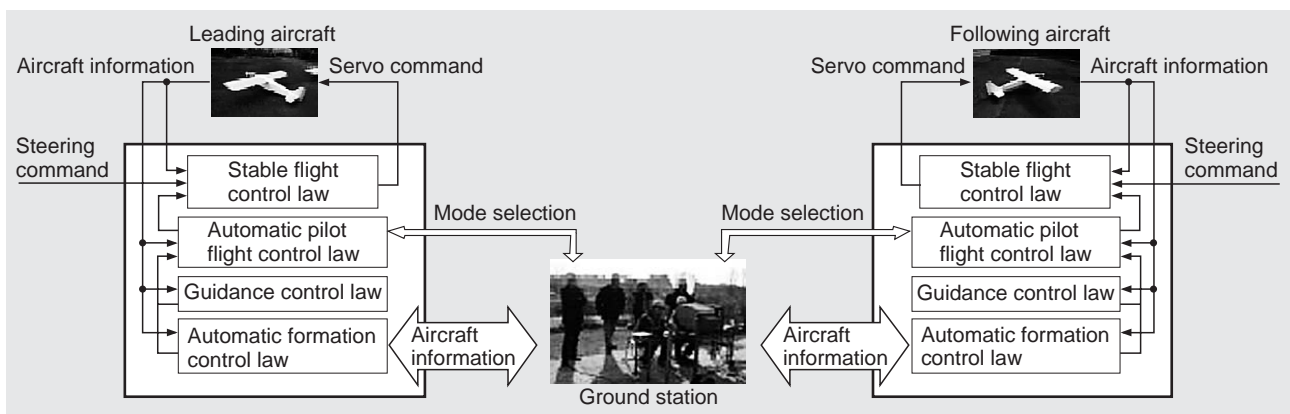 Leading aircraft
Aircraft information
Servo command
Steering
command
Stable flight
control law
Automatic pilot
flight control law
Guidance control law
Automatic formation
control law
Mode selection
Aircraft
information
Ground station
Following aircraft
Servo command
Aircraft information
Steering
command
Stable flight
control law
Mode selection
Automatic pilot
flight control law
Guidance control law
Automatic formation
control law
Aircraft
information